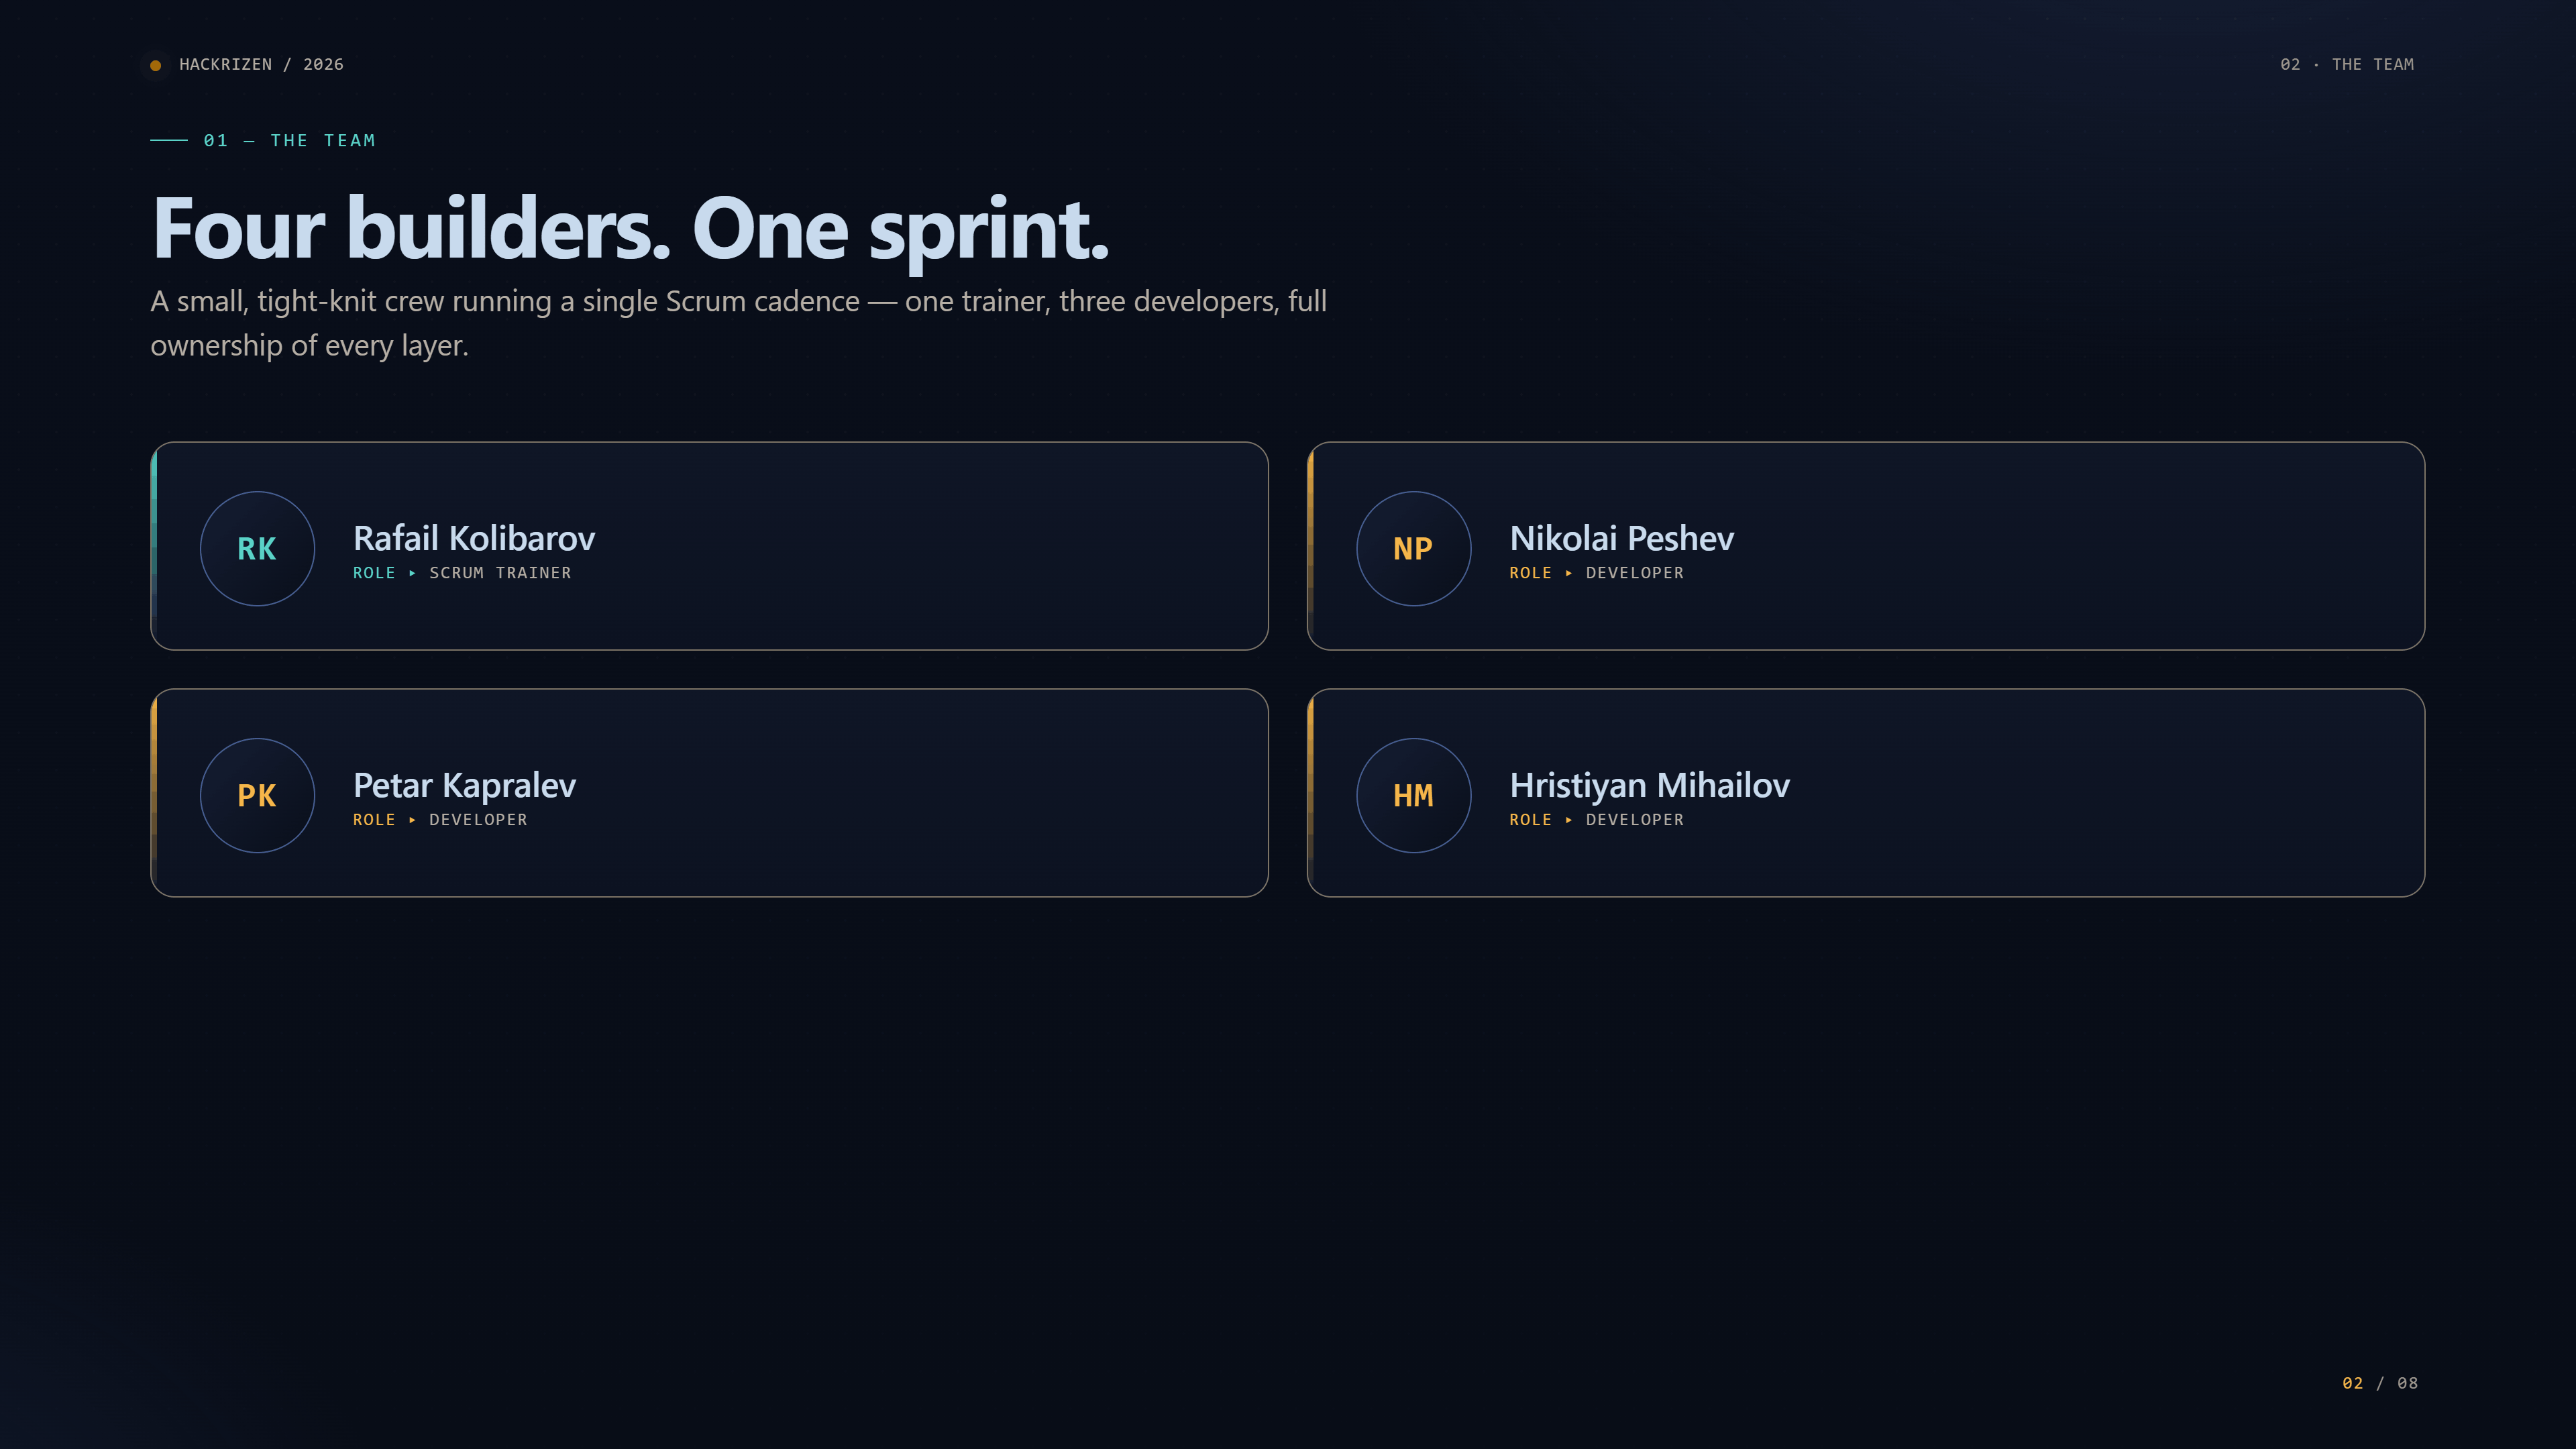 HACKRIZEN / 2026
02 · THE TEAM
01 — THE TEAM
Four builders. One sprint.
A small, tight-knit crew running a single Scrum cadence — one trainer, three developers, full
ownership of every layer.
RK
Rafail Kolibarov
ROLE ▸ SCRUM TRAINER
NP
Nikolai Peshev
ROLE ▸ DEVELOPER
PK
Petar Kapralev
ROLE ▸ DEVELOPER
HM
Hristiyan Mihailov
ROLE ▸ DEVELOPER
02 / 08